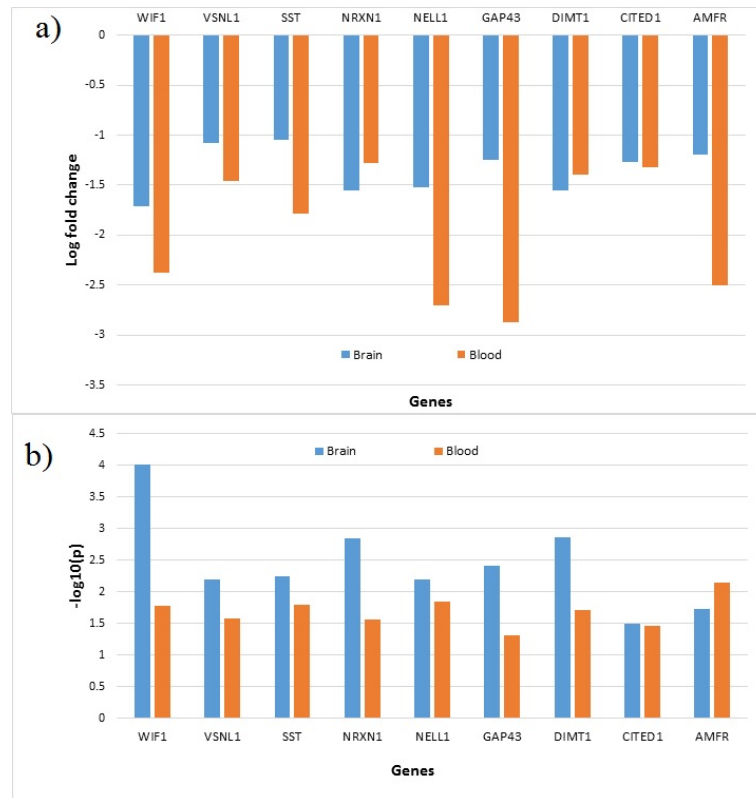 a)
WIF1 VSNL1 SST NRXN1 NELL1 GAP43 DIMT1 CITED1 AMFR
0
-0.5
-1
-1.5
-2
-2.5
-3
-3.5
Log fold change
Brain Blood
Genes
b)
4.5
4
3.5
3
2.5
2
1.5
1
0.5
0
-log10(p)
Brain Blood
WIF1 VSNL1 SST NRXN1 NELL1 GAP43 DIMT1 CITED1 AMFR
Genes